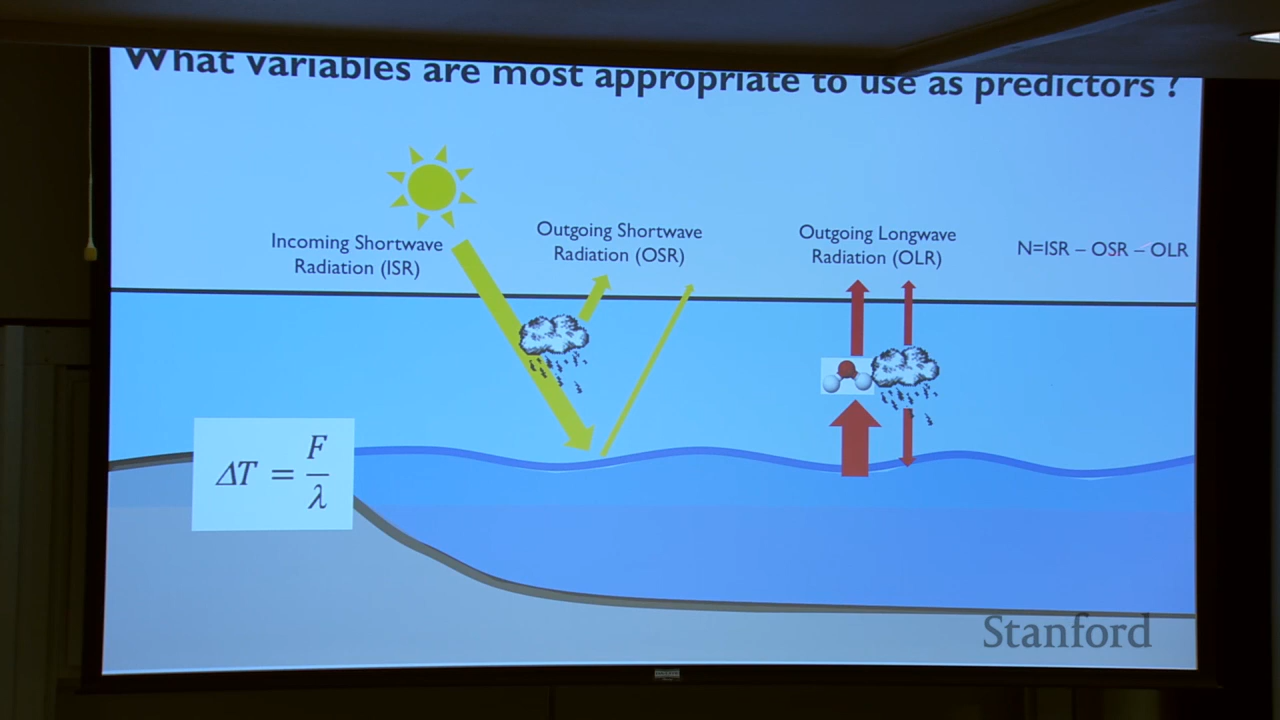 What variables are most appropriate to use as predictors ?
Incoming Shortwave
Radiation (ISR)
Outgoing Shortwave
Radiation (OSR)
Outgoing Longwave
Radiation (OLR)
N=ISR – OSR – OLR
ΔT = F/λ
Stanford